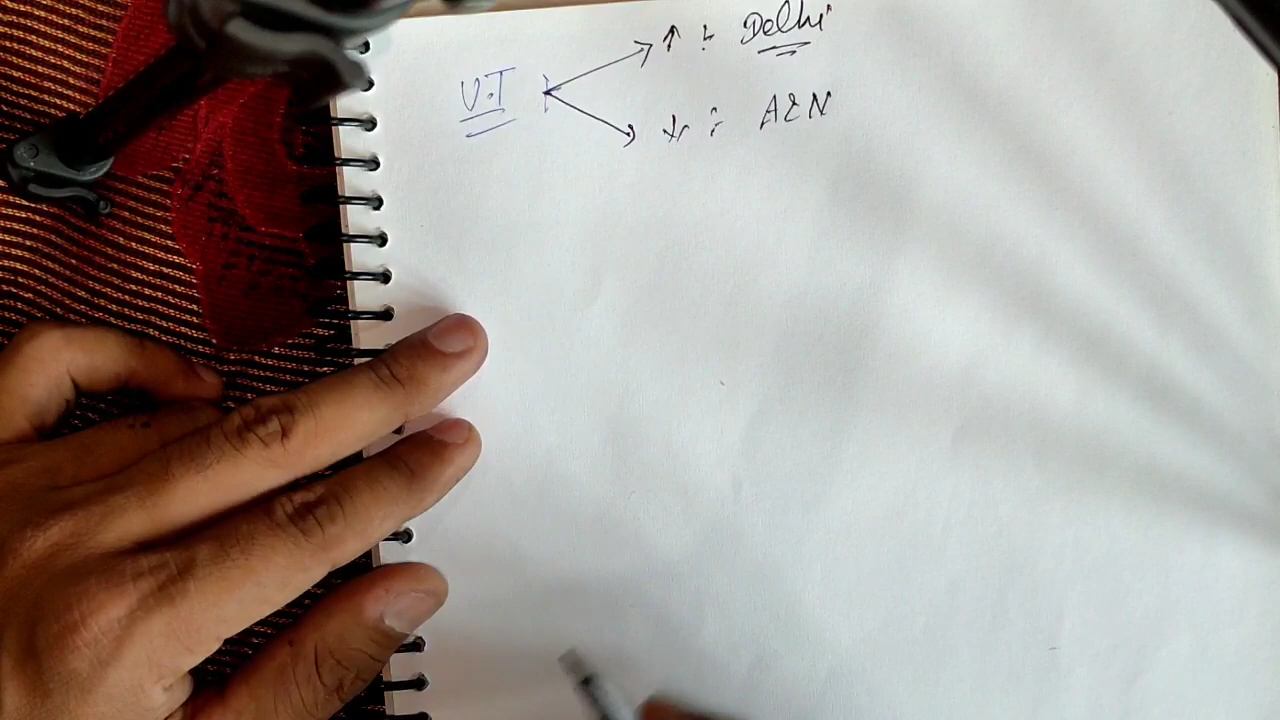 ↑ : Delhi
U.T
↓ : A&N